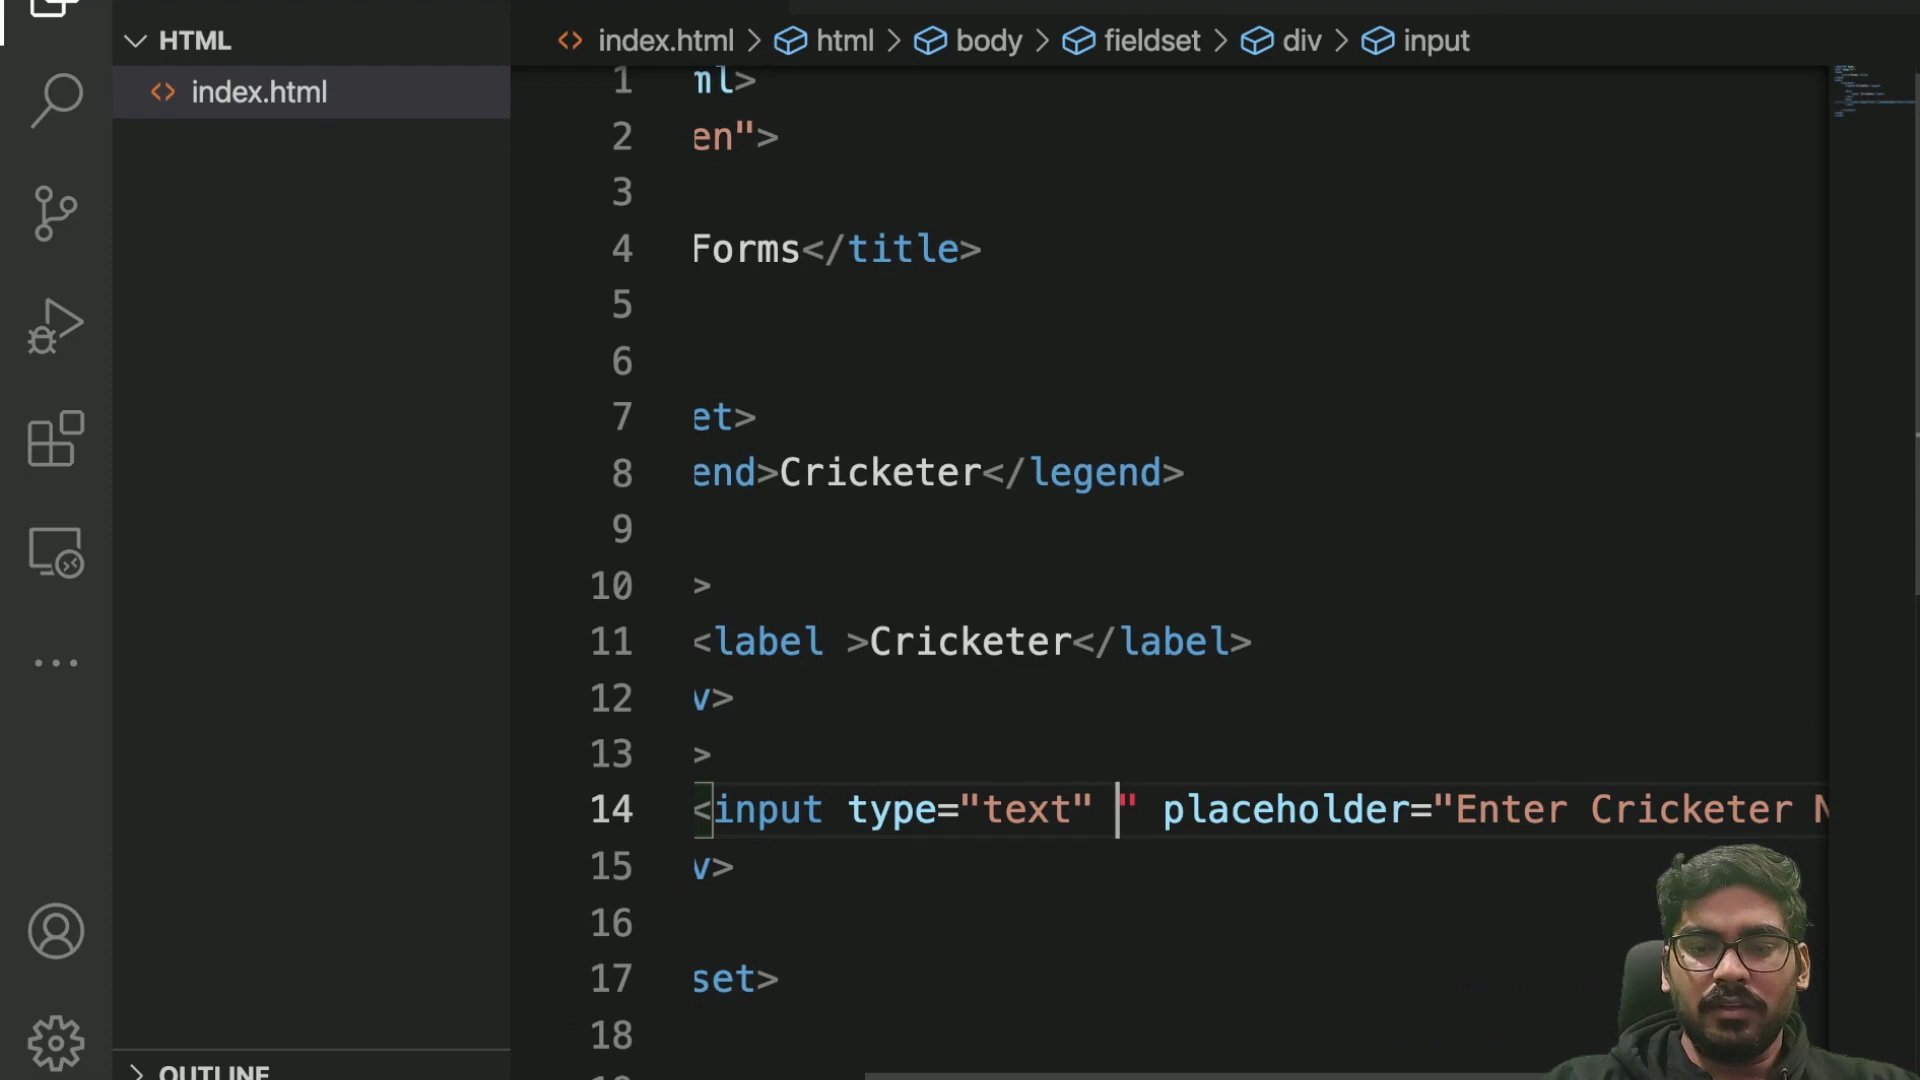 HTML
index.html
index.html > html > body > fieldset > div > input
1 ml>
2 en">
3
4 Forms</title>
5
6
7 et>
8 end>Cricketer</legend>
9
10 >
11 <label >Cricketer</label>
12 v>
13 >
14 <input type="text" " placeholder="Enter Cricketer N
15 v>
16
17 set>
18
OUTLINE